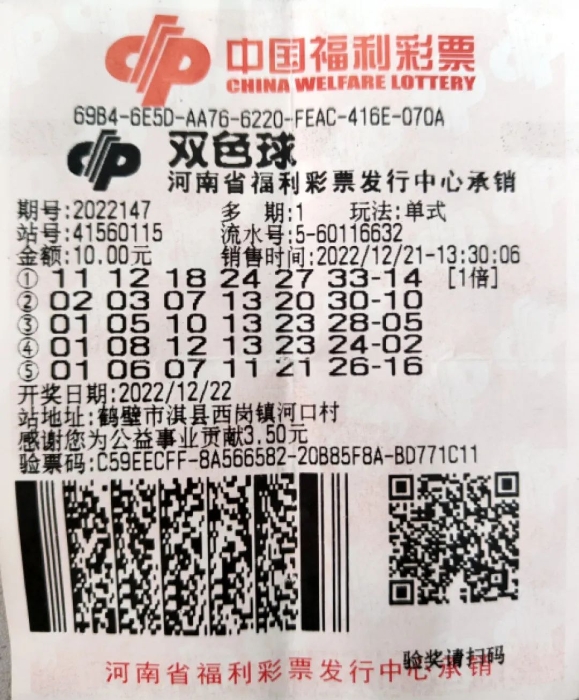 中国福利彩票
CHINA WELFARE LOTTERY
69B4-6E5D-AA76-6220-FEAC-416E-070A
双色球
河南省福利彩票发行中心承销
期号:2022147 多 期:1 玩法:单式
站号:41560115 流水号:5-60116632
金额:10.00元 销售时间:2022/12/21-13:30:06
① 11 12 18 24 27 33-14 [1倍]
② 02 03 07 13 20 30-10
③ 01 05 10 13 23 28-05
④ 01 08 12 13 23 24-02
⑤ 01 06 07 11 21 26-16
开奖日期:2022/12/22
站地址:鹤壁市淇县西岗镇河口村
感谢您为公益事业贡献3.50元
验票码:C59EECFF-8A566582-20B85F8A-BD771C11
验奖请扫码
河南省福利彩票发行中心承销